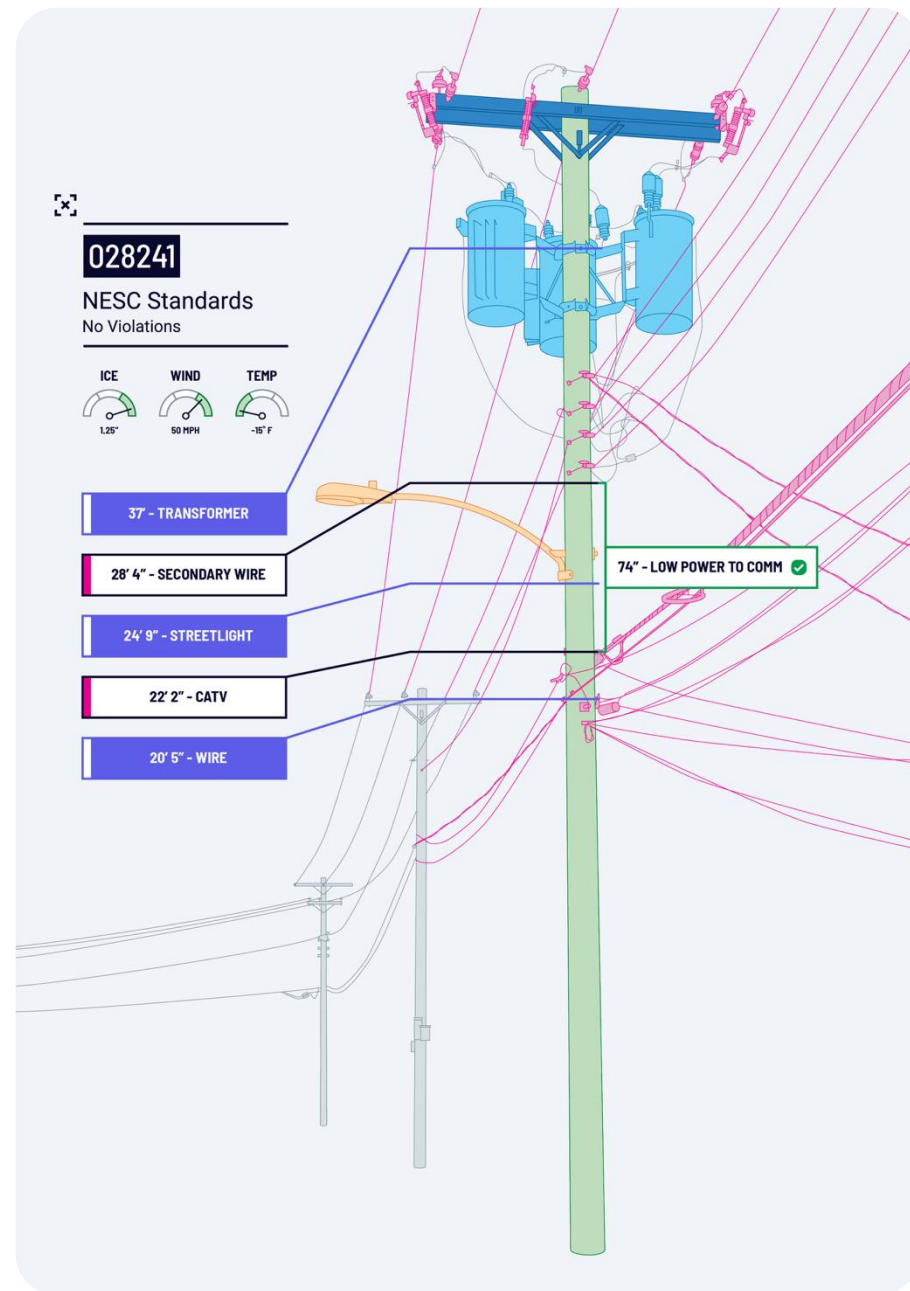 028241
NESC Standards
No Violations
ICE WIND TEMP
1.25" 50 MPH -15° F
37' - TRANSFORMER
28' 4" - SECONDARY WIRE
74" - LOW POWER TO COMM
24' 9" - STREETLIGHT
22' 2" - CATV
20' 5" - WIRE